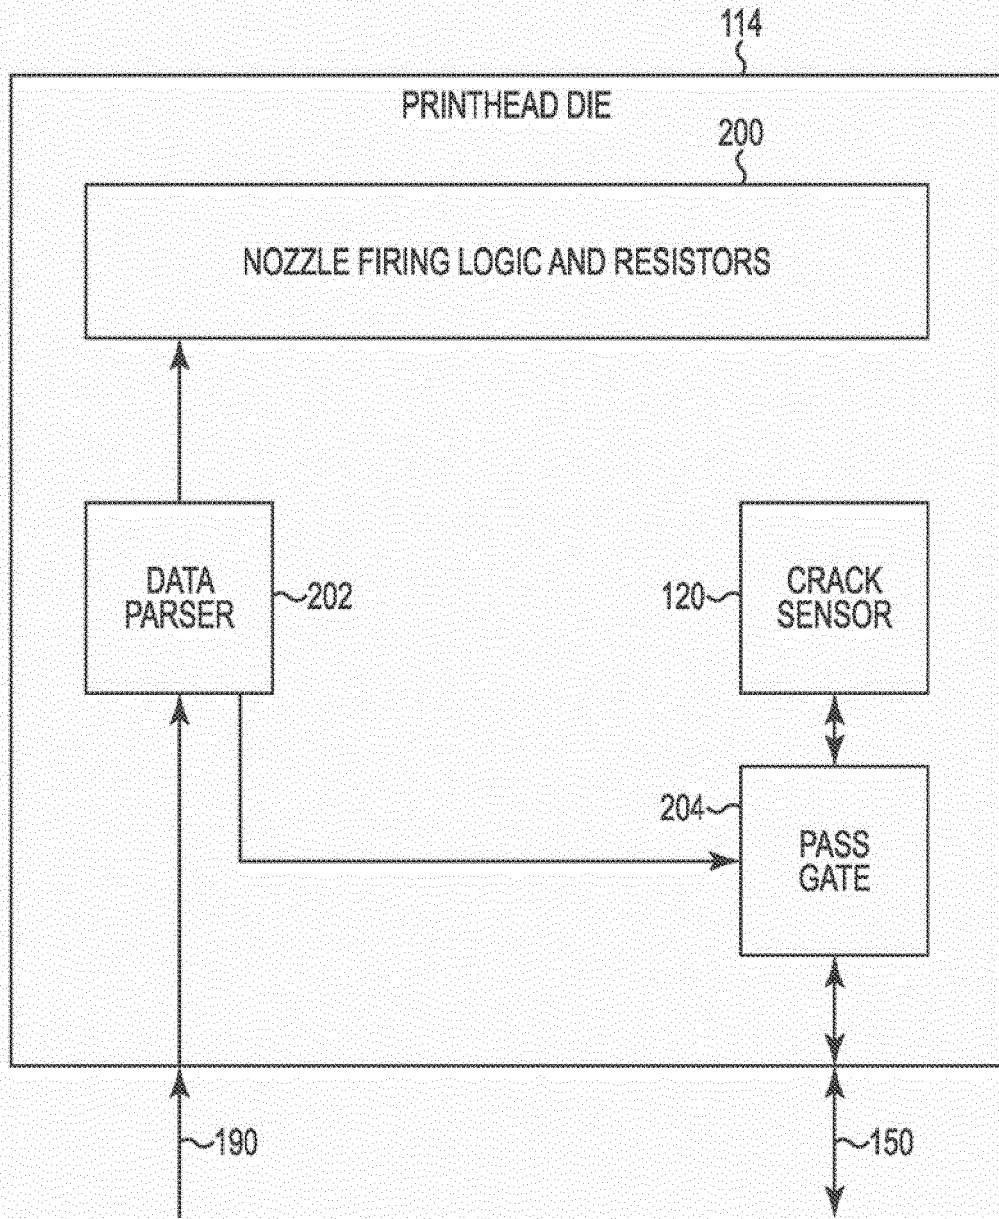 114
PRINTHEAD DIE
200
NOZZLE FIRING LOGIC AND RESISTORS
DATA
PARSER
202
120
CRACK
SENSOR
204
PASS
GATE
190
150